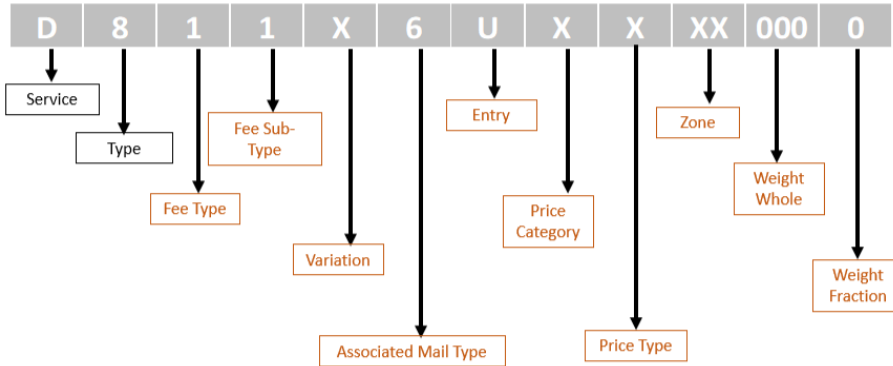 D 8 1 1 X 6 U X X XX 000 0
Service
Type
Fee Type
Fee Sub-
Type
Variation
Associated Mail Type
Entry
Price
Category
Price Type
Zone
Weight
Whole
Weight
Fraction